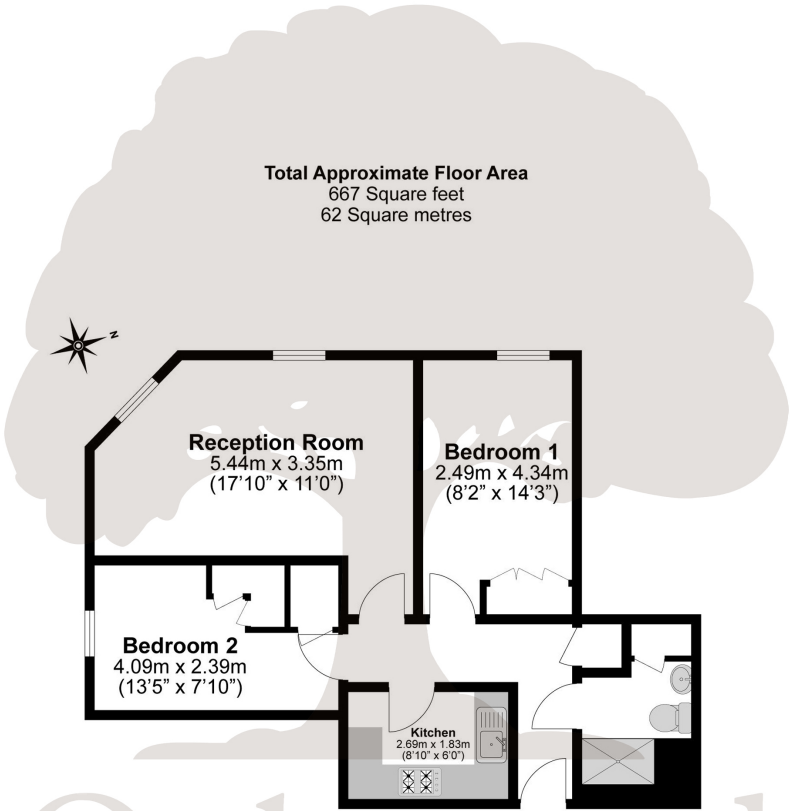 Total Approximate Floor Area
667 Square feet
62 Square metres
N
Reception Room
5.44m x 3.35m
(17’10” x 11’0”)
Bedroom 1
2.49m x 4.34m
(8’2” x 14’3”)
Bedroom 2
4.09m x 2.39m
(13’5” x 7’10”)
Kitchen
2.69m x 1.83m
(8’10” x 6’0”)